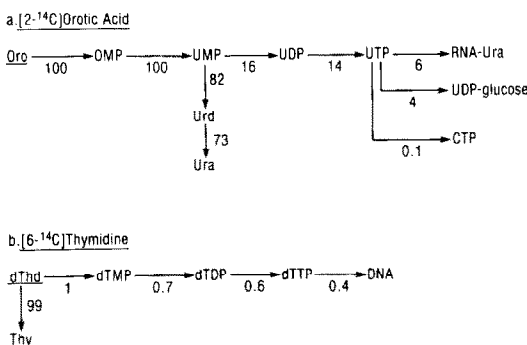 a.[2-14C]Orotic Acid
Oro 100 OMP 100 UMP 16 UDP 14 UTP 6 RNA-Ura
82
4 UDP-glucose
Urd
73
0.1 CTP
Ura
b.[6-14C]Thymidine
dThd 1 dTMP 0.7 dTDP 0.6 dTTP 0.4 DNA
99
Thy